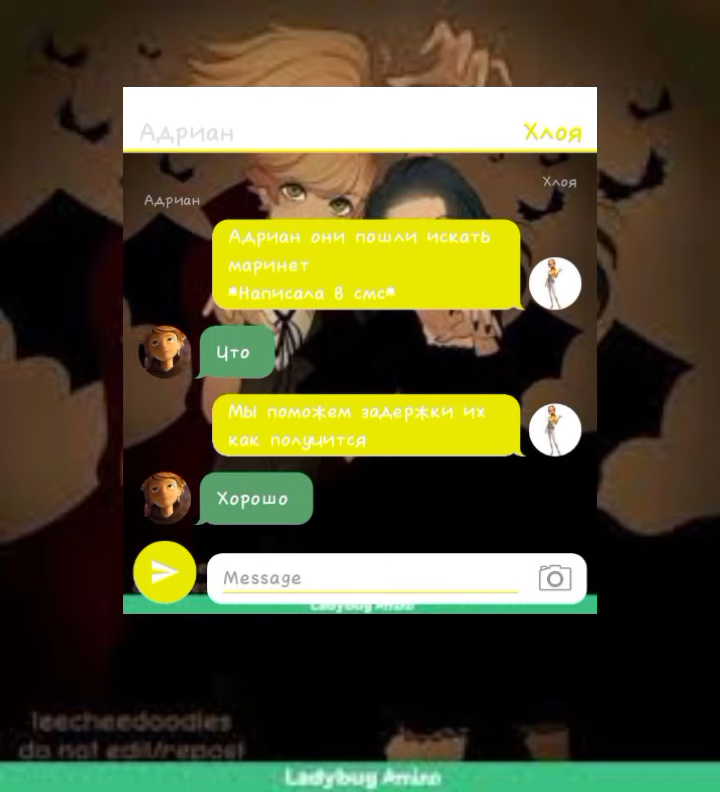 Адриан
Хлоя
Хлоя
Адриан
Адриан они пошли искать
маринет
*Написала в смс*
Что
Мы поможем задержки их
как получится
Хорошо
Message
Ladybug Amino
leecheedoodles
do not edit/repost
Ladybug Amino